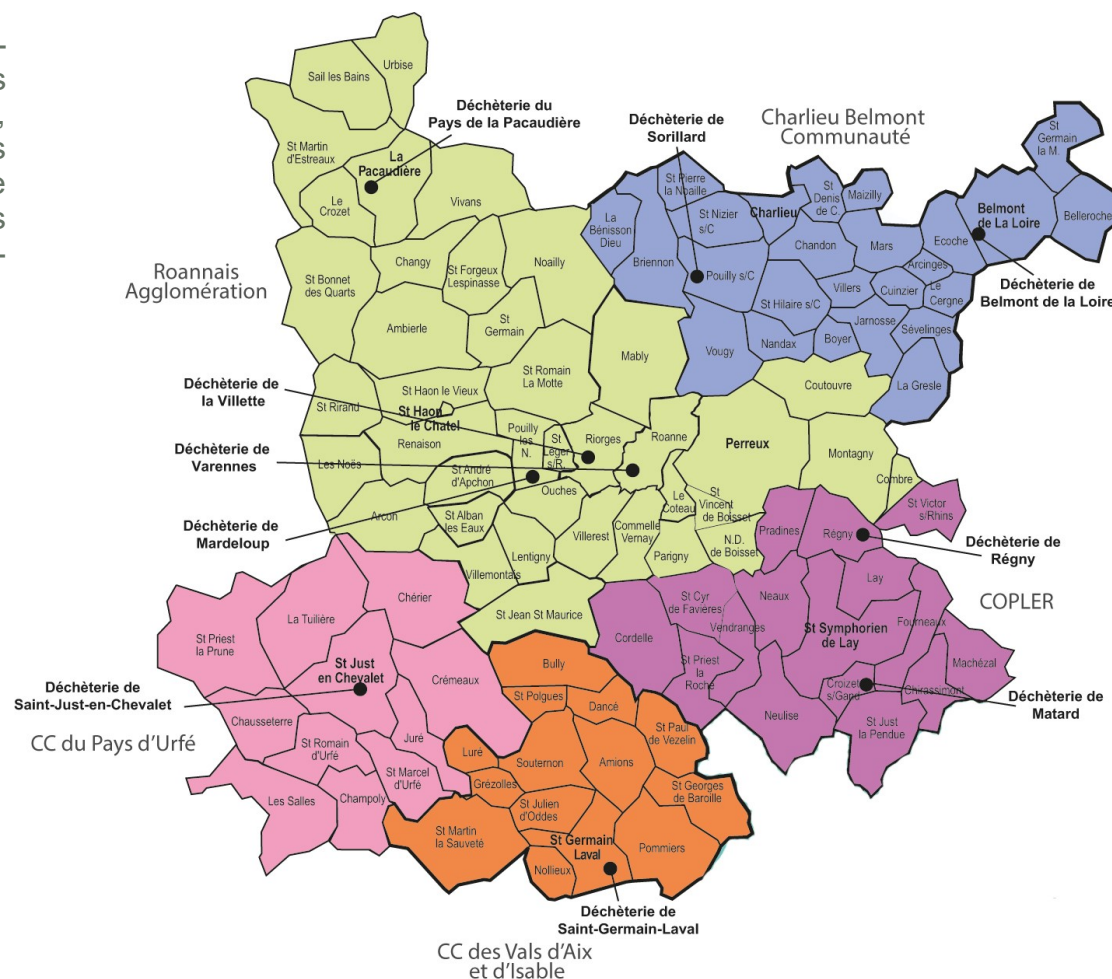 s
,
s
e
s
Urbise
Sail les Bains
Déchèterie du
Pays de la Pacaudière
St Martin
d'Estreaux
La
Pacaudière
Le
Crozet
Vivans
Changy
St Forgeux
Lespinasse
Noailly
St Bonnet
des Quarts
Roannais
Agglomération
Ambierle
St
Germain
Mably
St Romain
La Motte
Déchèterie de
la Villette
St Haon le Vieux
St Rirand
St Haon
le Chatel
Renaison
Pouilly
les
N.
St
Léger
s/R.
Riorges
Roanne
Perreux
Coutouvre
Montagny
Combre
Déchèterie de
Varennes
Les Noës
St André
d'Apchon
Ouches
Le
Coteau
St
Vincent
de Boisset
Arcon
St Alban
les Eaux
Déchèterie de
Mardeloup
Lentigny
Villerest
Commelle
Vernay
Parigny
N.D.
de Boisset
Villemontais
St Jean St Maurice
Déchèterie de
Sorillard
Charlieu Belmont
Communauté
St
Germain
la M.
St Pierre
la Noaille
St
Denis
de C.
Maizilly
La
Bénisson
Dieu
St Nizier
s/C
Charlieu
Belmont
de La Loire
Belleroche
Briennon
Chandon
Mars
Ecoche
Arcinges
Pouilly s/C
Villers
Cuinzier
Le
Cergne
Déchèterie de
Belmont de la Loire
St Hilaire s/C
Jarnosse
Sévelinges
Vougy
Nandax
Boyer
La Gresle
St Victor
s/Rhins
Pradines
Régny
Déchèterie de
Régny
COPLER
Lay
St Cyr
de Favières
Neaux
Vendranges
St Symphorien
de Lay
Fourneaux
Cordelle
St Priest
la
Roche
Machézal
Croizet
s/Gand
Chirassimont
Déchèterie de
Matard
Neulise
St Just
la Pendue
Chérier
La Tuilière
St Priest
la Prune
St Just
en Chevalet
Crémeaux
Déchèterie de
Saint-Just-en-Chevalet
CC du Pays d'Urfé
Chausseterre
St Romain
d'Urfé
Juré
St Marcel
d'Urfé
Les Salles
Champoly
Bully
St Polgues
Dancé
St Paul
de Vezelin
Luré
Souternon
Amions
Grézolles
St Georges
de Baroille
St Julien
d'Oddes
St Martin
la Sauveté
St Germain
Laval
Pommiers
Nollieux
Déchèterie de
Saint-Germain-Laval
CC des Vals d'Aix
et d'Isable